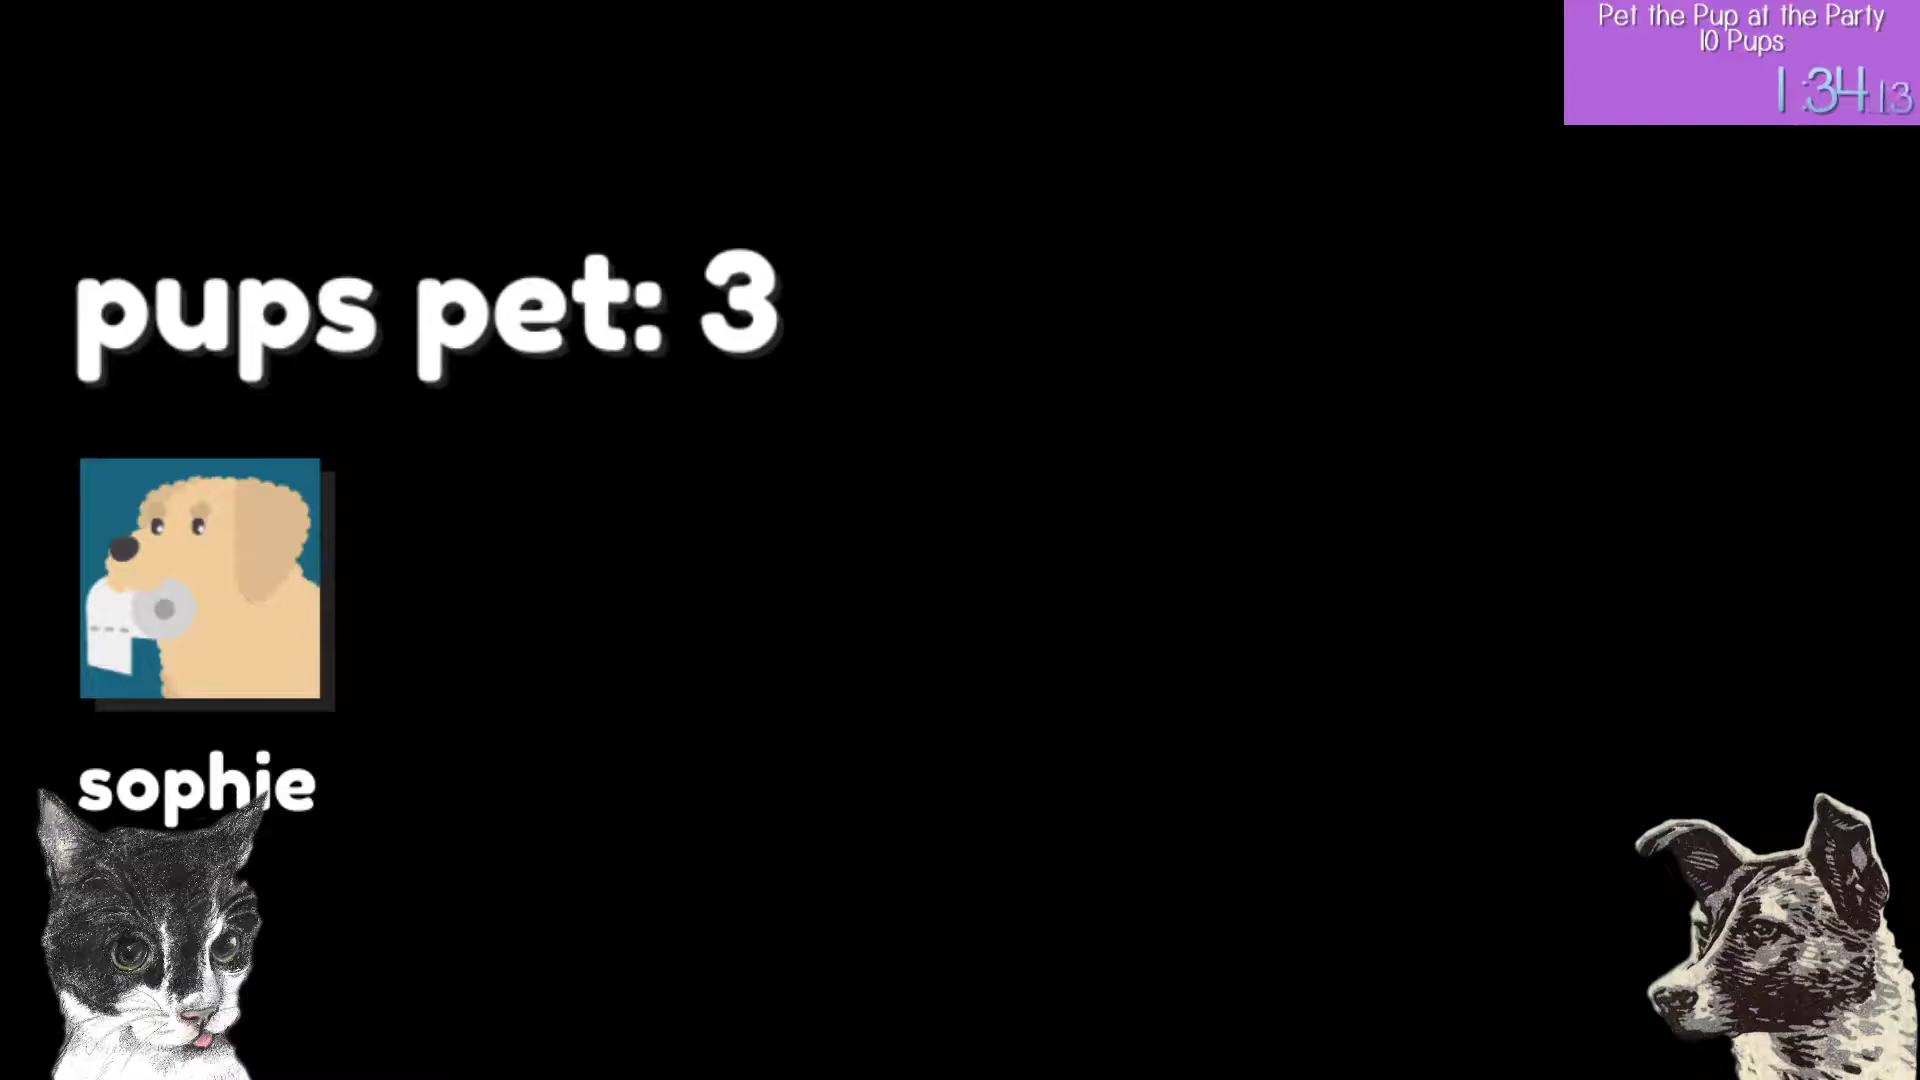 Pet the Pup at the Party
10 Pups
1:34.13
pups pet: 3
sophie